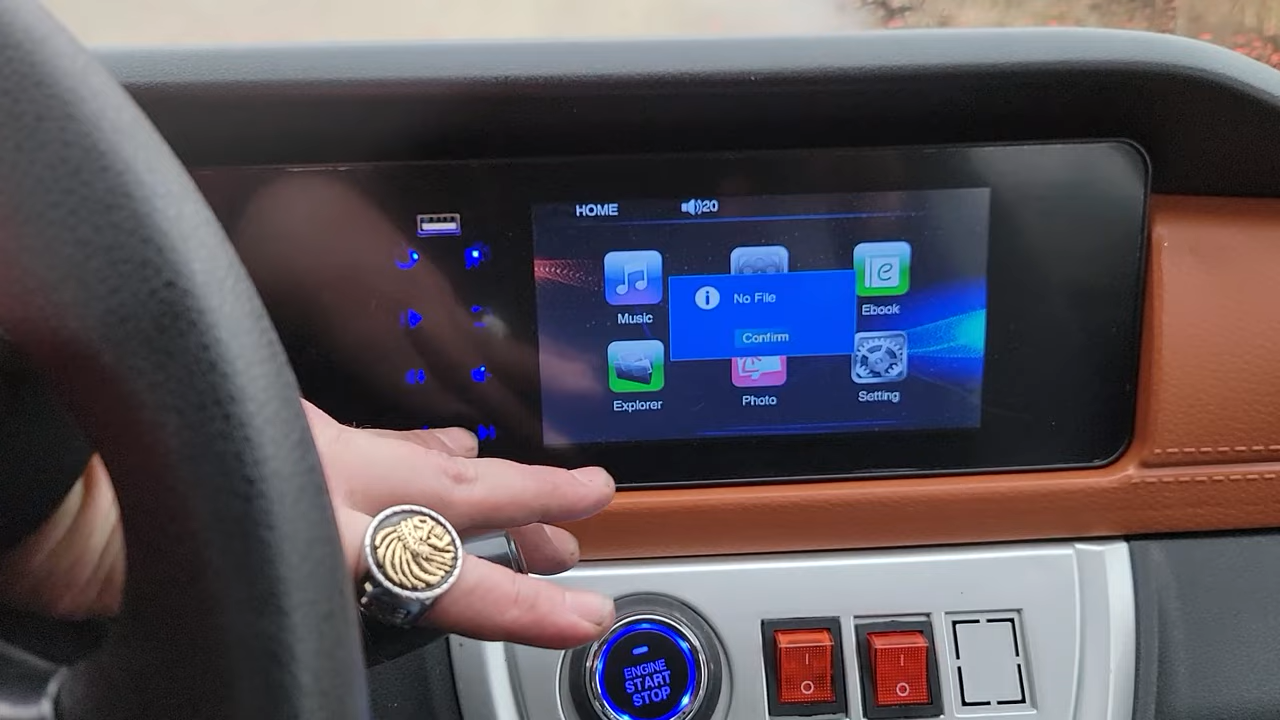 HOME 20
Music
No File
Confirm
Ebook
Explorer
Photo
Setting
ENGINE
START
STOP